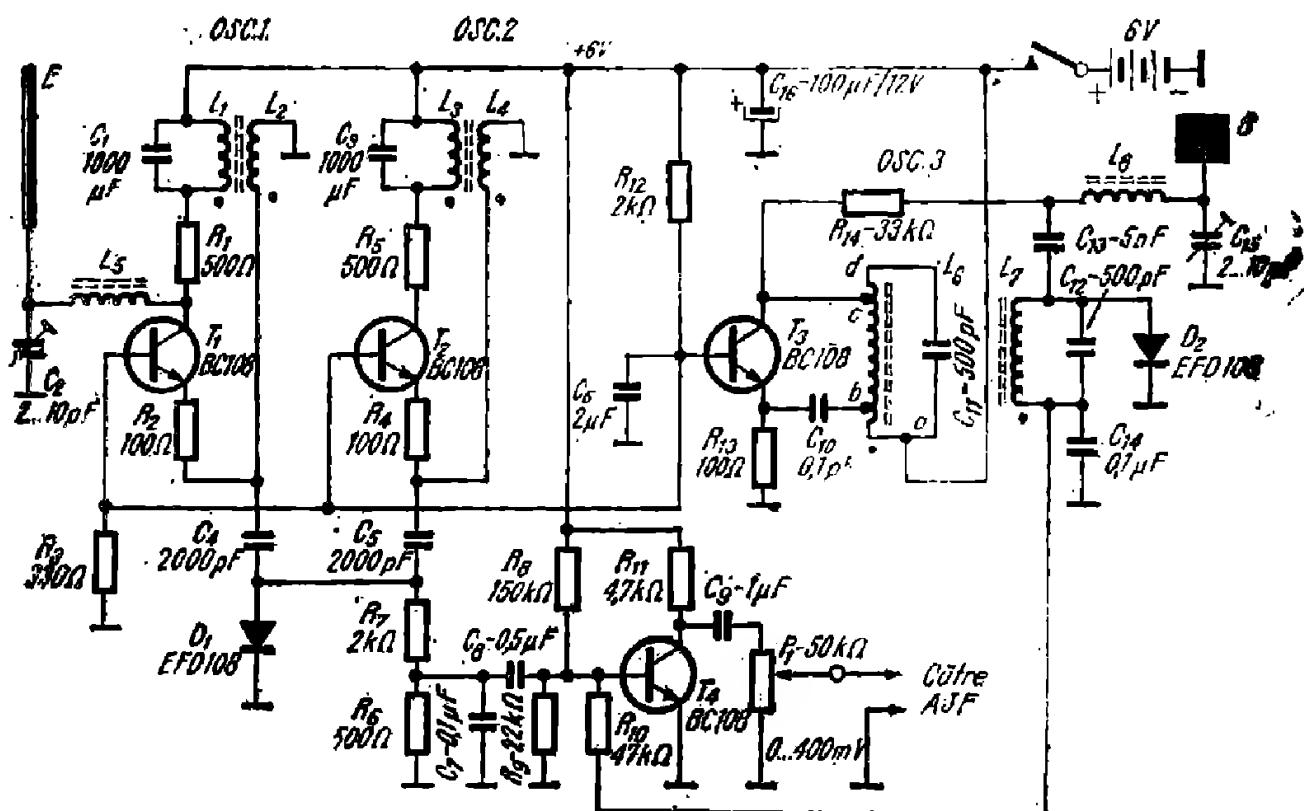 OSC.1.
OSC.2
+6V
6V
+
−
E
L1
L2
L3
L4
C1
1000
µF
C3
1000
µF
+
C16-100µF/12V
OSC.3
R12
2kΩ
L8
R14-33kΩ
C13-5nF
C12-500pF
R1
500Ω
R5
500Ω
L5
d
L6
c
L7
T1
BC108
T2
BC108
T3
BC108
C11-500pF
D2
EFD108
C2
2...10pF
R2
100Ω
R4
100Ω
C6
2µF
b
a
C10
R13
100Ω
C14
0,1µF
R3
C4
2000pF
C5
2000pF
R8
150kΩ
R11
4,7kΩ
C9-1µF
D1
EFD108
R7
2kΩ
C8-0,5µF
P1-50kΩ
Către
AJF
T4
BC108
R6
500Ω
C7-0,1µF
R9-22kΩ
R10
47kΩ
0...400mV